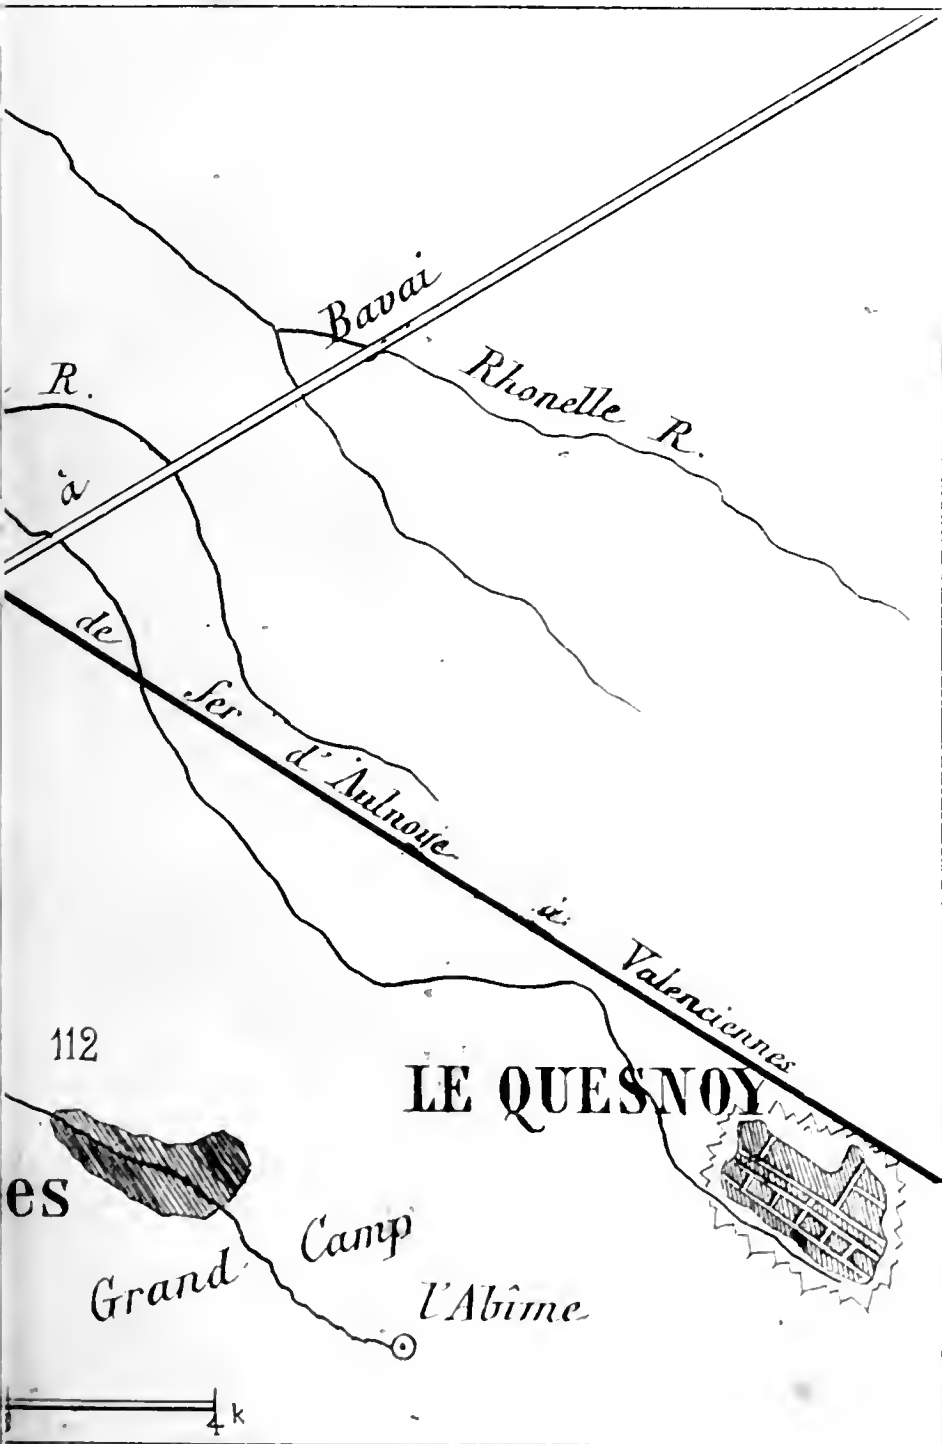 Bavai
Rhonelle R.
R.
à
de fer d'Aulnoye à Valenciennes
112
LE QUESNOY
es
Grand Camp
l'Abîme
4 k